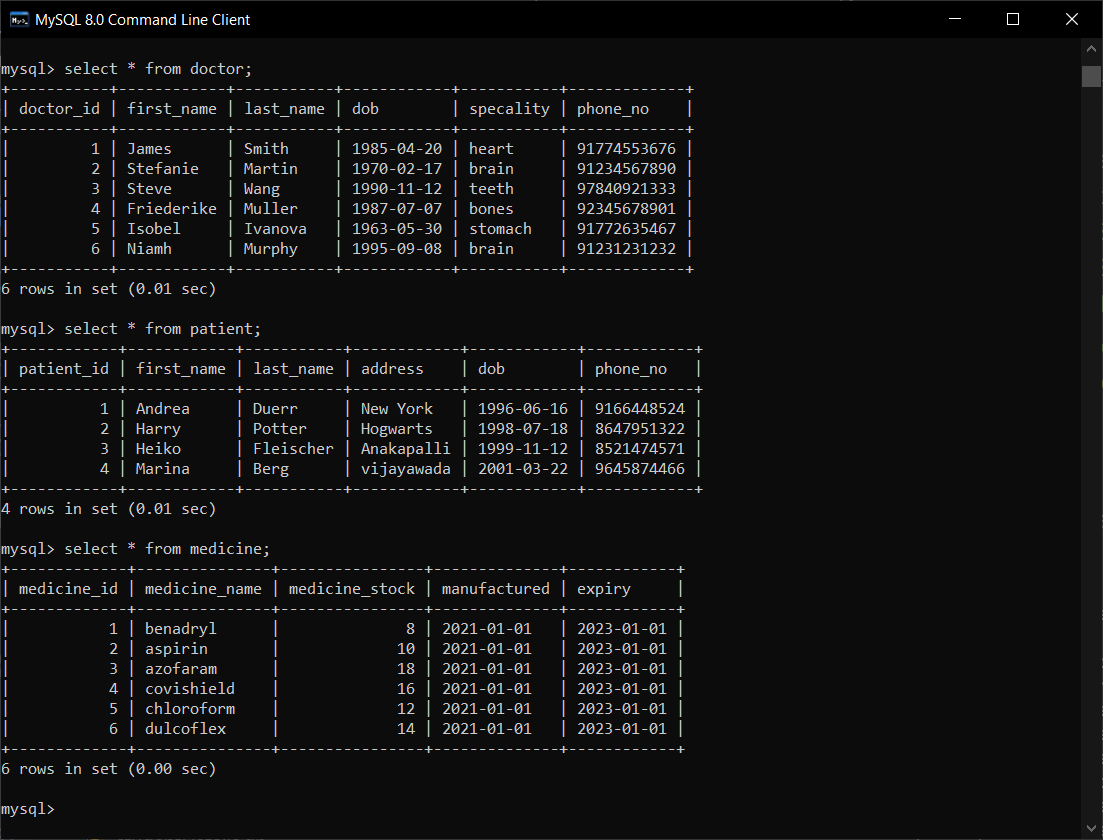 MySQL 8.0 Command Line Client
mysql> select * from doctor;
+-----------+------------+-----------+------------+-----------+-------------+
| doctor_id | first_name | last_name | dob        | specality | phone_no    |
+-----------+------------+-----------+------------+-----------+-------------+
|         1 | James      | Smith     | 1985-04-20 | heart     | 91774553676 |
|         2 | Stefanie   | Martin    | 1970-02-17 | brain     | 91234567890 |
|         3 | Steve      | Wang      | 1990-11-12 | teeth     | 97840921333 |
|         4 | Friederike | Muller    | 1987-07-07 | bones     | 92345678901 |
|         5 | Isobel     | Ivanova   | 1963-05-30 | stomach   | 91772635467 |
|         6 | Niamh      | Murphy    | 1995-09-08 | brain     | 91231231232 |
+-----------+------------+-----------+------------+-----------+-------------+
6 rows in set (0.01 sec)
mysql> select * from patient;
+------------+------------+-----------+------------+------------+------------+
| patient_id | first_name | last_name | address    | dob        | phone_no   |
+------------+------------+-----------+------------+------------+------------+
|          1 | Andrea     | Duerr     | New York   | 1996-06-16 | 9166448524 |
|          2 | Harry      | Potter    | Hogwarts   | 1998-07-18 | 8647951322 |
|          3 | Heiko      | Fleischer | Anakapalli | 1999-11-12 | 8521474571 |
|          4 | Marina     | Berg      | vijayawada | 2001-03-22 | 9645874466 |
+------------+------------+-----------+------------+------------+------------+
4 rows in set (0.01 sec)
mysql> select * from medicine;
+-------------+---------------+----------------+--------------+------------+
| medicine_id | medicine_name | medicine_stock | manufactured | expiry     |
+-------------+---------------+----------------+--------------+------------+
|           1 | benadryl      |              8 | 2021-01-01   | 2023-01-01 |
|           2 | aspirin       |             10 | 2021-01-01   | 2023-01-01 |
|           3 | azofaram      |             18 | 2021-01-01   | 2023-01-01 |
|           4 | covishield    |             16 | 2021-01-01   | 2023-01-01 |
|           5 | chloroform    |             12 | 2021-01-01   | 2023-01-01 |
|           6 | dulcoflex     |             14 | 2021-01-01   | 2023-01-01 |
+-------------+---------------+----------------+--------------+------------+
6 rows in set (0.00 sec)
mysql>